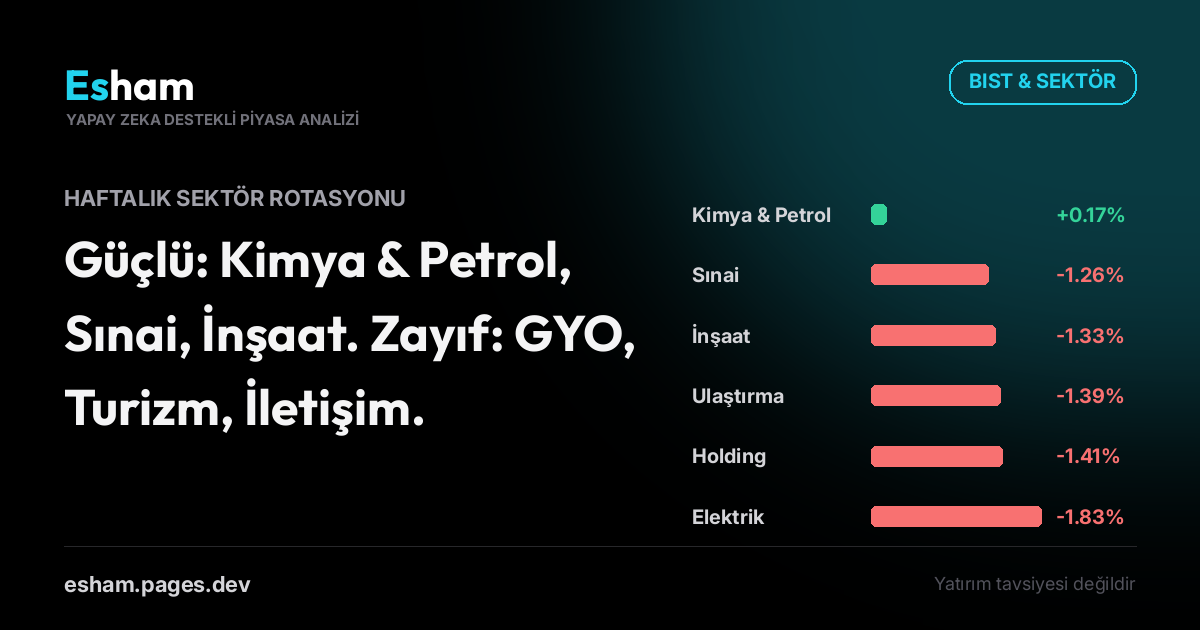 Esham
YAPAY ZEKA DESTEKLİ PİYASA ANALİZİ
BIST & SEKTÖR
HAFTALIK SEKTÖR ROTASYONU
Güçlü: Kimya & Petrol,
Sınai, İnşaat. Zayıf: GYO,
Turizm, İletişim.
Kimya & Petrol +0.17%
Sınai -1.26%
İnşaat -1.33%
Ulaştırma -1.39%
Holding -1.41%
Elektrik -1.83%
esham.pages.dev
Yatırım tavsiyesi değildir